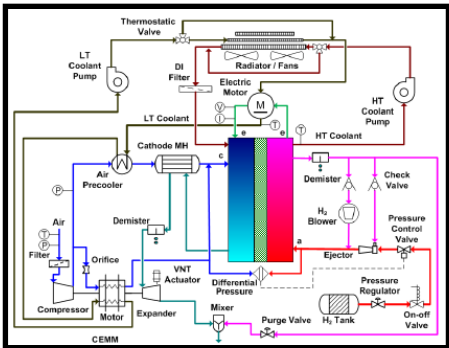 Thermostatic
Valve
LT
Coolant
Pump
DI
Filter
Radiator / Fans
Electric
Motor
HT
Coolant
Pump
V
I
M
T
LT Coolant
T
HT Coolant
e
e
Cathode MH
c
Air
Precooler
P
Demister
Check
Valve
Demister
H2
Blower
Pressure
Control
Valve
Air
T
P
Filter
Orifice
VNT
Actuator
a
Ejector
Differential
Pressure
Pressure
Regulator
Compressor
Motor
Expander
Mixer
Purge Valve
H2 Tank
On-off
Valve
CEMM